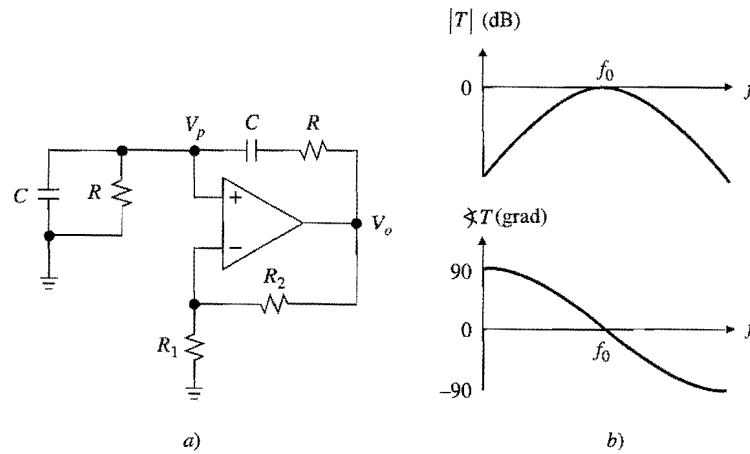 V_p
C
R
C
R
+
−
V_o
R_2
R_1
a)
|T| (dB)
0
f_0
f
∢T (grad)
90
0
f_0
f
−90
b)